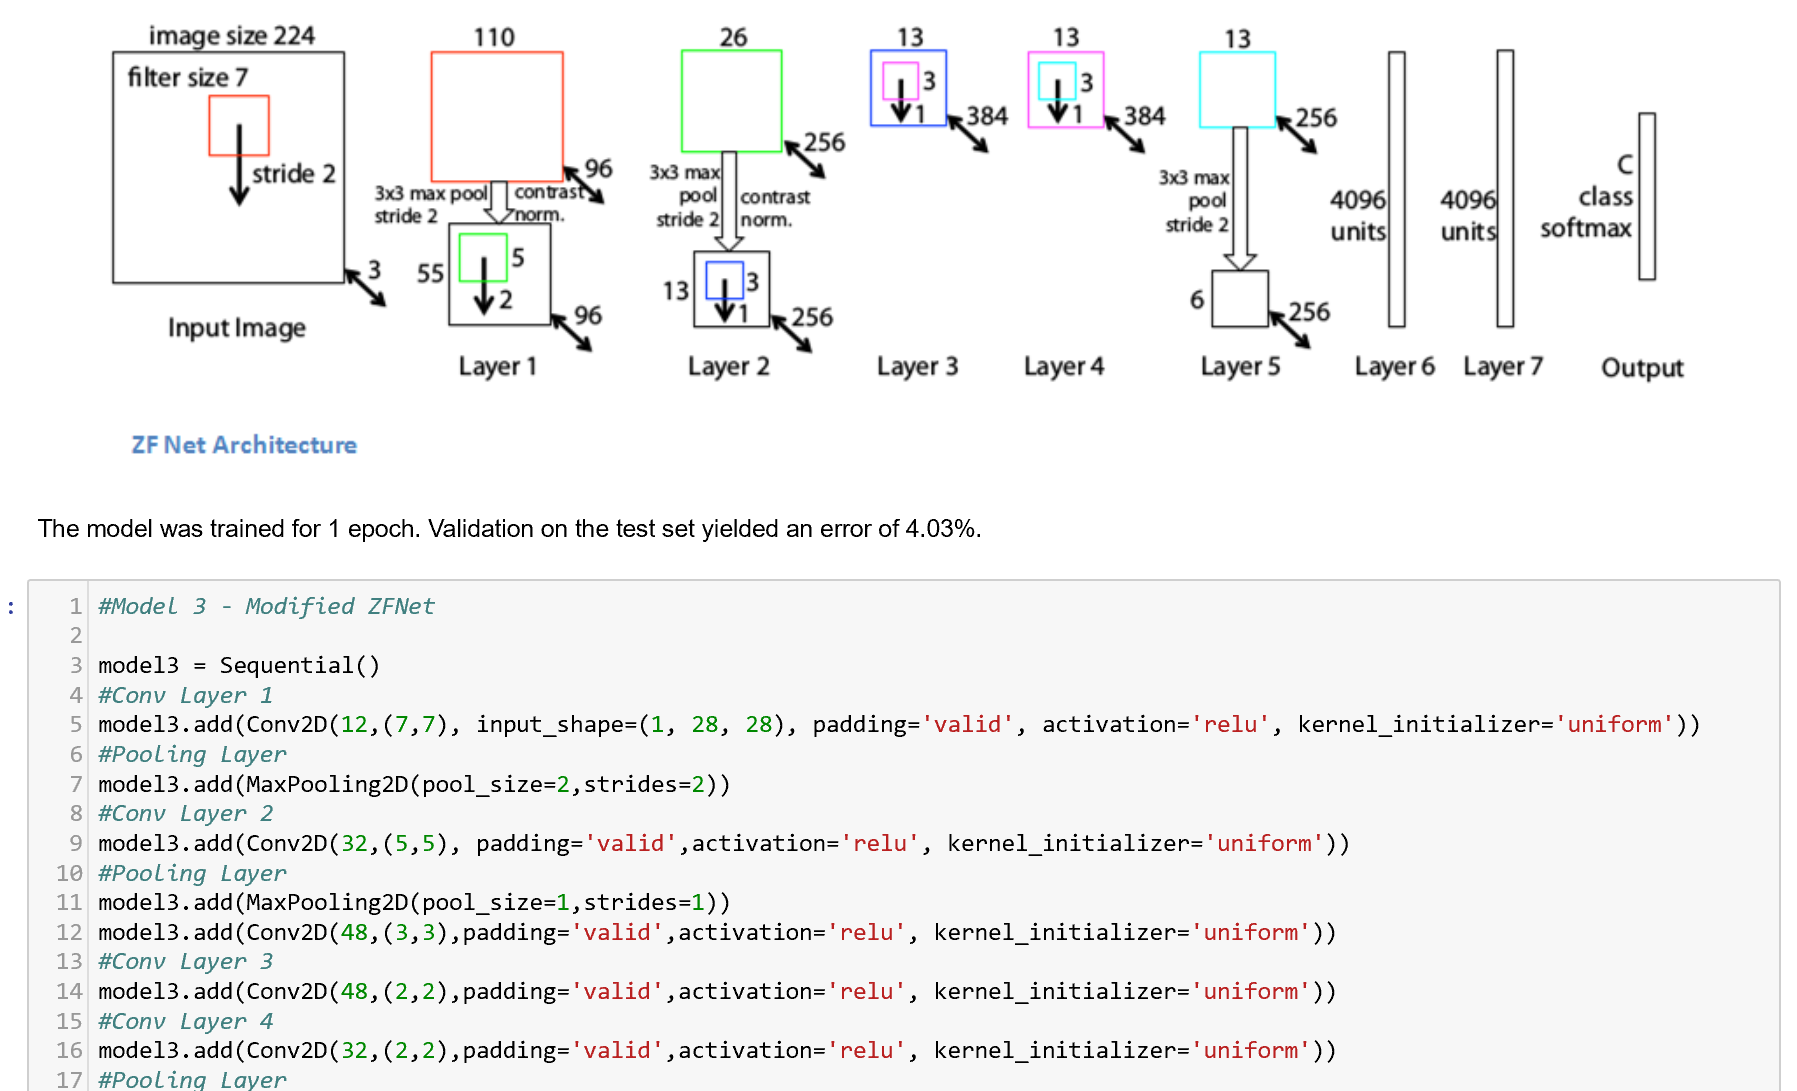 image size 224
filter size 7
stride 2
3
Input Image
110
96
3x3 max pool
stride 2
contrast
norm.
55
5
2
96
Layer 1
26
256
3x3 max
pool
stride 2
contrast
norm.
13
3
1
256
Layer 2
13
3
1
384
Layer 3
13
3
1
384
Layer 4
13
256
3x3 max
pool
stride 2
6
256
Layer 5
4096
units
Layer 6
4096
units
Layer 7
C
class
softmax
Output
ZF Net Architecture
The model was trained for 1 epoch. Validation on the test set yielded an error of 4.03%.
:
1 #Model 3 - Modified ZFNet
2
3 model3 = Sequential()
4 #Conv Layer 1
5 model3.add(Conv2D(12,(7,7), input_shape=(1, 28, 28), padding='valid', activation='relu', kernel_initializer='uniform'))
6 #Pooling Layer
7 model3.add(MaxPooling2D(pool_size=2,strides=2))
8 #Conv Layer 2
9 model3.add(Conv2D(32,(5,5), padding='valid',activation='relu', kernel_initializer='uniform'))
10 #Pooling Layer
11 model3.add(MaxPooling2D(pool_size=1,strides=1))
12 model3.add(Conv2D(48,(3,3),padding='valid',activation='relu', kernel_initializer='uniform'))
13 #Conv Layer 3
14 model3.add(Conv2D(48,(2,2),padding='valid',activation='relu', kernel_initializer='uniform'))
15 #Conv Layer 4
16 model3.add(Conv2D(32,(2,2),padding='valid',activation='relu', kernel_initializer='uniform'))
17 #Pooling Layer